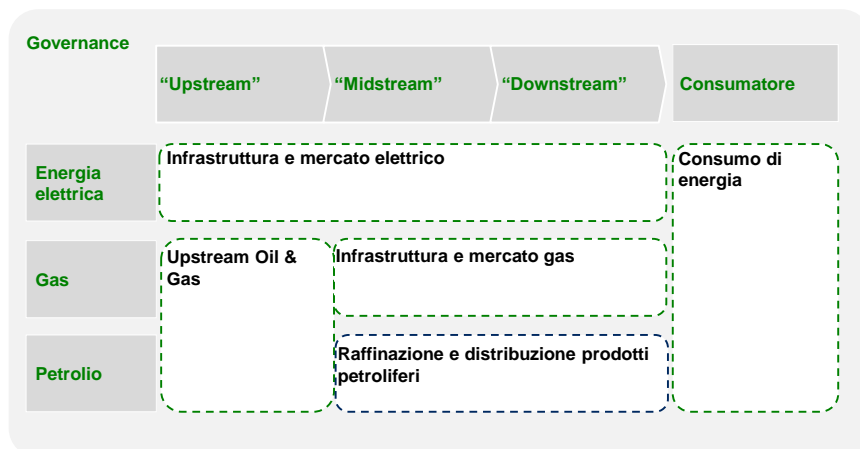 Governance
“Upstream”
“Midstream”
“Downstream”
Consumatore
Energia
elettrica
Infrastruttura e mercato elettrico
Consumo di
energia
Gas
Upstream Oil &
Gas
Infrastruttura e mercato gas
Petrolio
Raffinazione e distribuzione prodotti
petroliferi